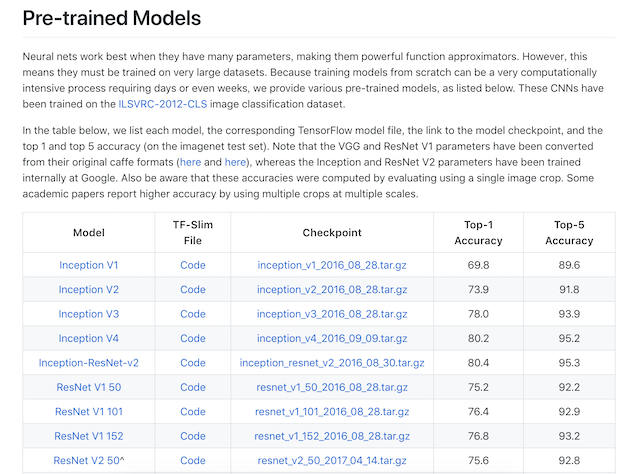 Pre-trained Models
Neural nets work best when they have many parameters, making them powerful function approximators. However, this
means they must be trained on very large datasets. Because training models from scratch can be a very computationally
intensive process requiring days or even weeks, we provide various pre-trained models, as listed below. These CNNs have
been trained on the ILSVRC-2012-CLS image classification dataset.
In the table below, we list each model, the corresponding TensorFlow model file, the link to the model checkpoint, and the
top 1 and top 5 accuracy (on the imagenet test set). Note that the VGG and ResNet V1 parameters have been converted
from their original caffe formats (here and here), whereas the Inception and ResNet V2 parameters have been trained
internally at Google. Also be aware that these accuracies were computed by evaluating using a single image crop. Some
academic papers report higher accuracy by using multiple crops at multiple scales.
Model TF-Slim File Checkpoint Top-1 Accuracy Top-5 Accuracy
Inception V1 Code inception_v1_2016_08_28.tar.gz 69.8 89.6
Inception V2 Code inception_v2_2016_08_28.tar.gz 73.9 91.8
Inception V3 Code inception_v3_2016_08_28.tar.gz 78.0 93.9
Inception V4 Code inception_v4_2016_09_09.tar.gz 80.2 95.2
Inception-ResNet-v2 Code inception_resnet_v2_2016_08_30.tar.gz 80.4 95.3
ResNet V1 50 Code resnet_v1_50_2016_08_28.tar.gz 75.2 92.2
ResNet V1 101 Code resnet_v1_101_2016_08_28.tar.gz 76.4 92.9
ResNet V1 152 Code resnet_v1_152_2016_08_28.tar.gz 76.8 93.2
ResNet V2 50^ Code resnet_v2_50_2017_04_14.tar.gz 75.6 92.8